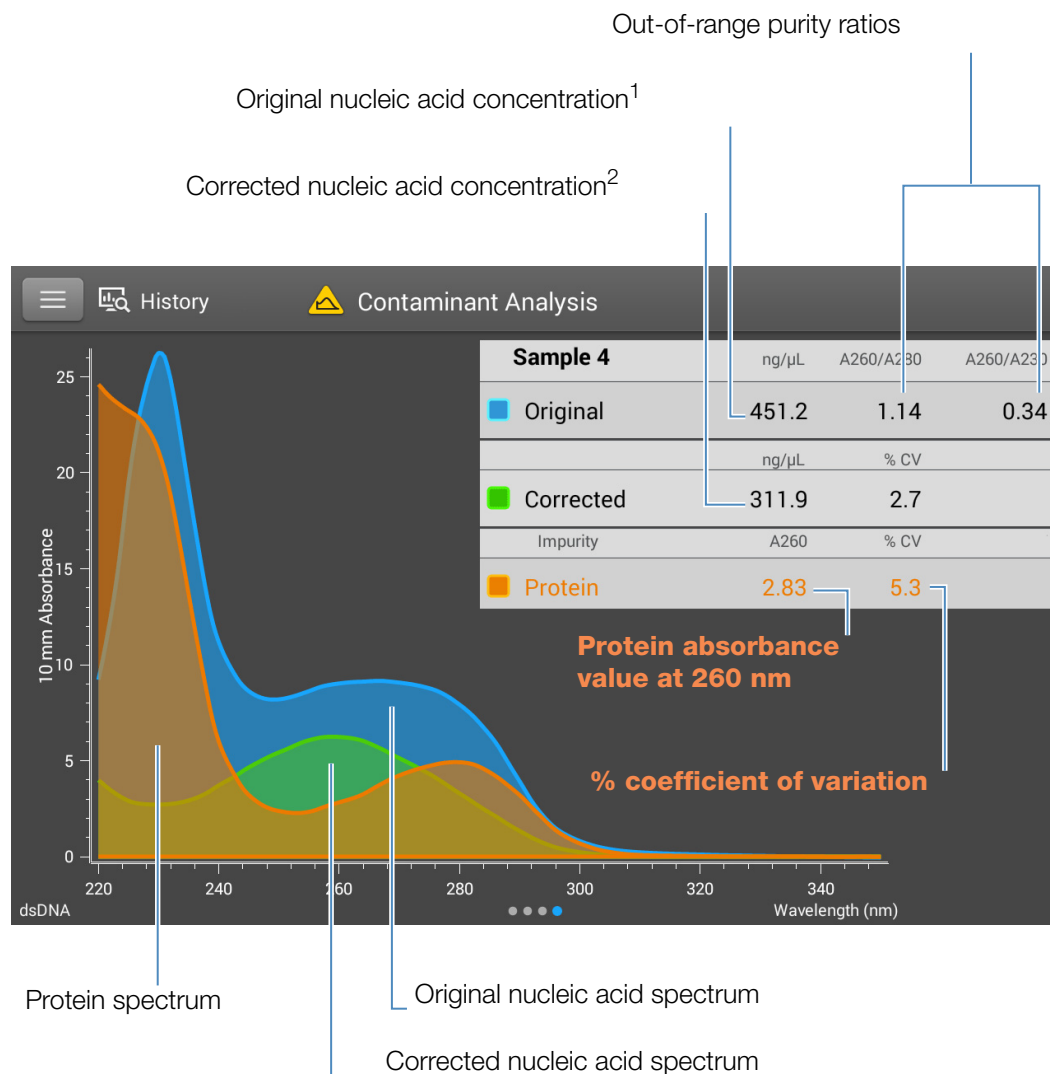 Out-of-range purity ratios
Original nucleic acid concentration1
Corrected nucleic acid concentration2
History
Contaminant Analysis
Sample 4 ng/µL A260/A280 A260/A230
Original 451.2 1.14 0.34
ng/µL % CV
Corrected 311.9 2.7
Impurity A260 % CV
Protein 2.83 5.3
Protein absorbance
value at 260 nm
% coefficient of variation
10 mm Absorbance
25
20
15
10
5
0
220 240 260 280 300 320 340
dsDNA
Wavelength (nm)
Protein spectrum
Original nucleic acid spectrum
Corrected nucleic acid spectrum